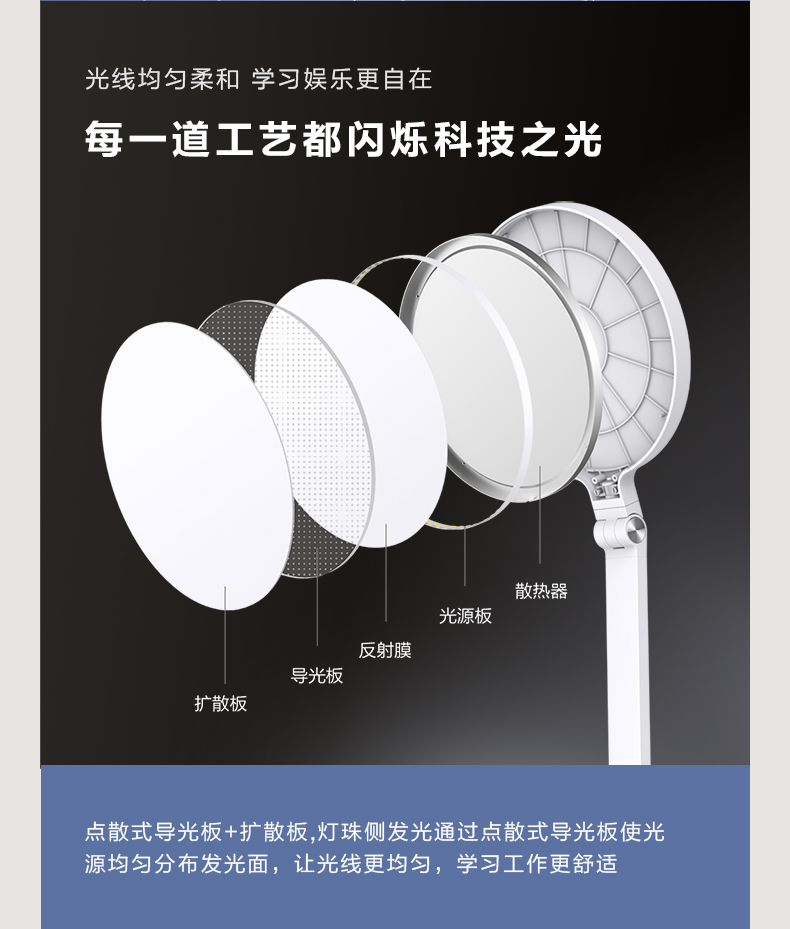 光线均匀柔和 学习娱乐更自在
每一道工艺都闪烁科技之光
散热器
光源板
反射膜
导光板
扩散板
点散式导光板+扩散板,灯珠侧发光通过点散式导光板使光
源均匀分布发光面，让光线更均匀，学习工作更舒适